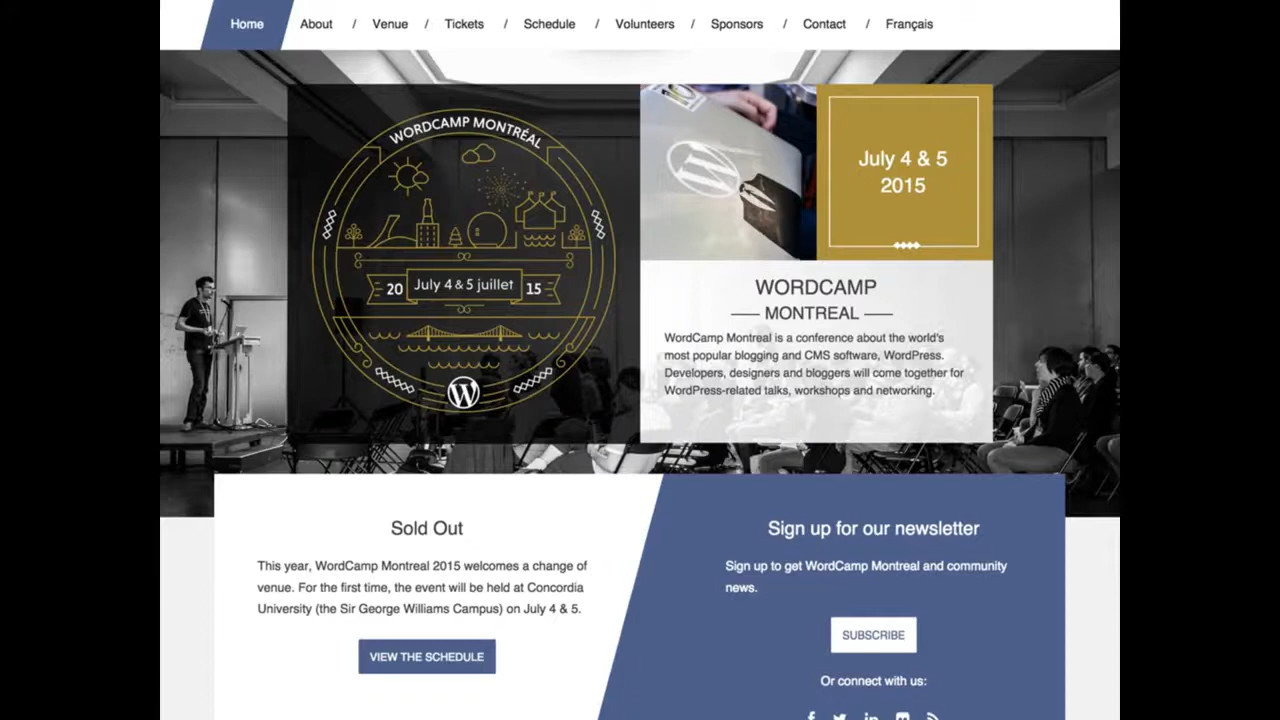 Home About / Venue / Tickets / Schedule / Volunteers / Sponsors / Contact / Français
WORDCAMP MONTRÉAL
20 July 4 & 5 juillet 15
July 4 & 5
2015
WORDCAMP
MONTREAL
WordCamp Montreal is a conference about the world's
most popular blogging and CMS software, WordPress.
Developers, designers and bloggers will come together for
WordPress-related talks, workshops and networking.
Sold Out
This year, WordCamp Montreal 2015 welcomes a change of
venue. For the first time, the event will be held at Concordia
University (the Sir George Williams Campus) on July 4 & 5.
VIEW THE SCHEDULE
Sign up for our newsletter
Sign up to get WordCamp Montreal and community
news.
SUBSCRIBE
Or connect with us: